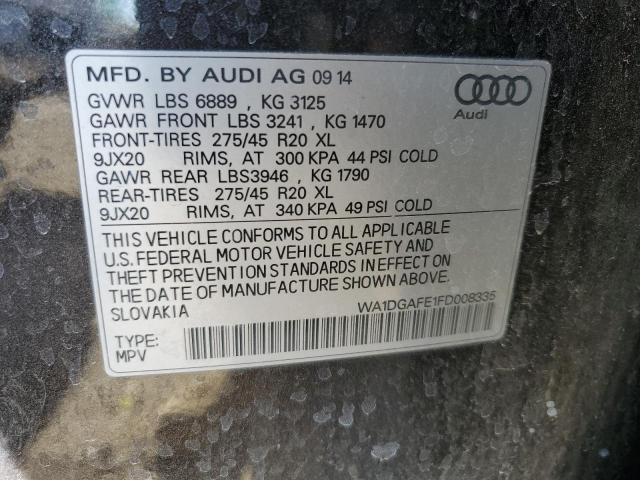 MFD. BY AUDI AG 09 14
Audi
GVWR LBS 6889 , KG 3125
GAWR FRONT LBS 3241 , KG 1470
FRONT-TIRES 275/45 R20 XL
9JX20 RIMS, AT 300 KPA 44 PSI COLD
GAWR REAR LBS3946 , KG 1790
REAR-TIRES 275/45 R20 XL
9JX20 RIMS, AT 340 KPA 49 PSI COLD
THIS VEHICLE CONFORMS TO ALL APPLICABLE
U.S. FEDERAL MOTOR VEHICLE SAFETY AND
THEFT PREVENTION STANDARDS IN EFFECT ON
THE DATE OF MANUFACTURE SHOWN ABOVE.
SLOVAKIA
WA1DGAFE1FD008335
TYPE:
MPV